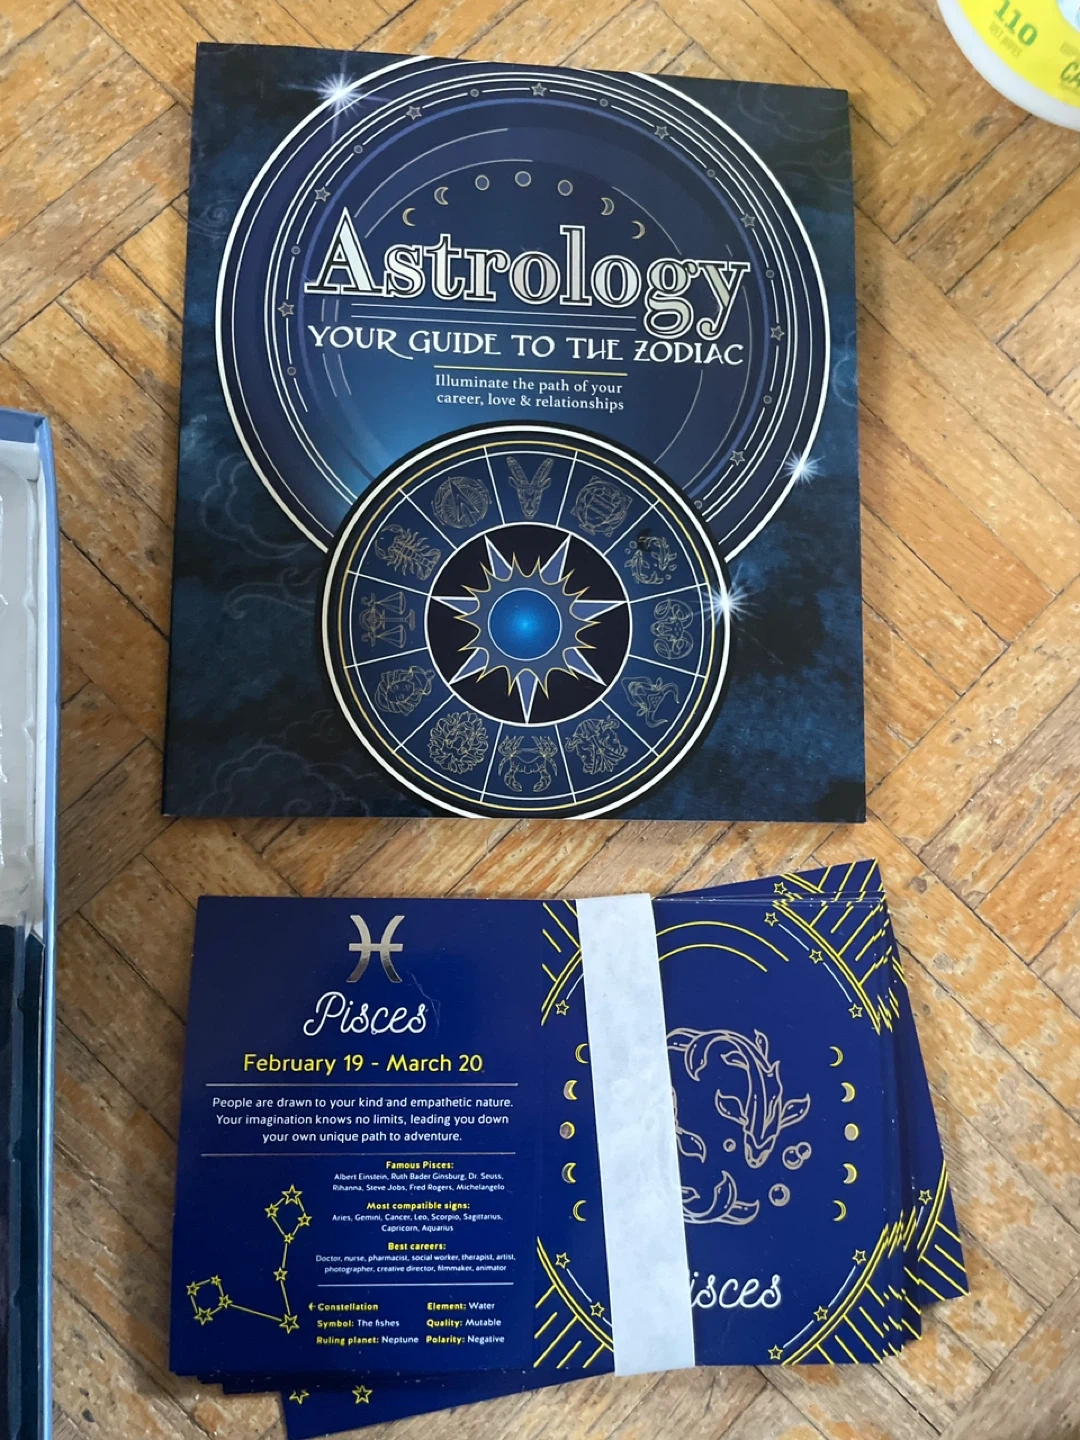 110
WET WIPES
Astrology
YOUR GUIDE TO THE ZODIAC
Illuminate the path of your
career, love & relationships
Pisces
February 19 - March 20
People are drawn to your kind and empathetic nature.
Your imagination knows no limits, leading you down
your own unique path to adventure.
Famous Pisces:
Albert Einstein, Ruth Bader Ginsburg, Dr. Seuss,
Rihanna, Steve Jobs, Fred Rogers, Michelangelo
Most compatible signs:
Aries, Gemini, Cancer, Leo, Scorpio, Sagittarius,
Capricorn, Aquarius
Best careers:
Doctor, nurse, pharmacist, social worker, therapist, artist,
photographer, creative director, filmmaker, animator
Constellation Element: Water
Symbol: The fishes Quality: Mutable
Ruling planet: Neptune Polarity: Negative
isces